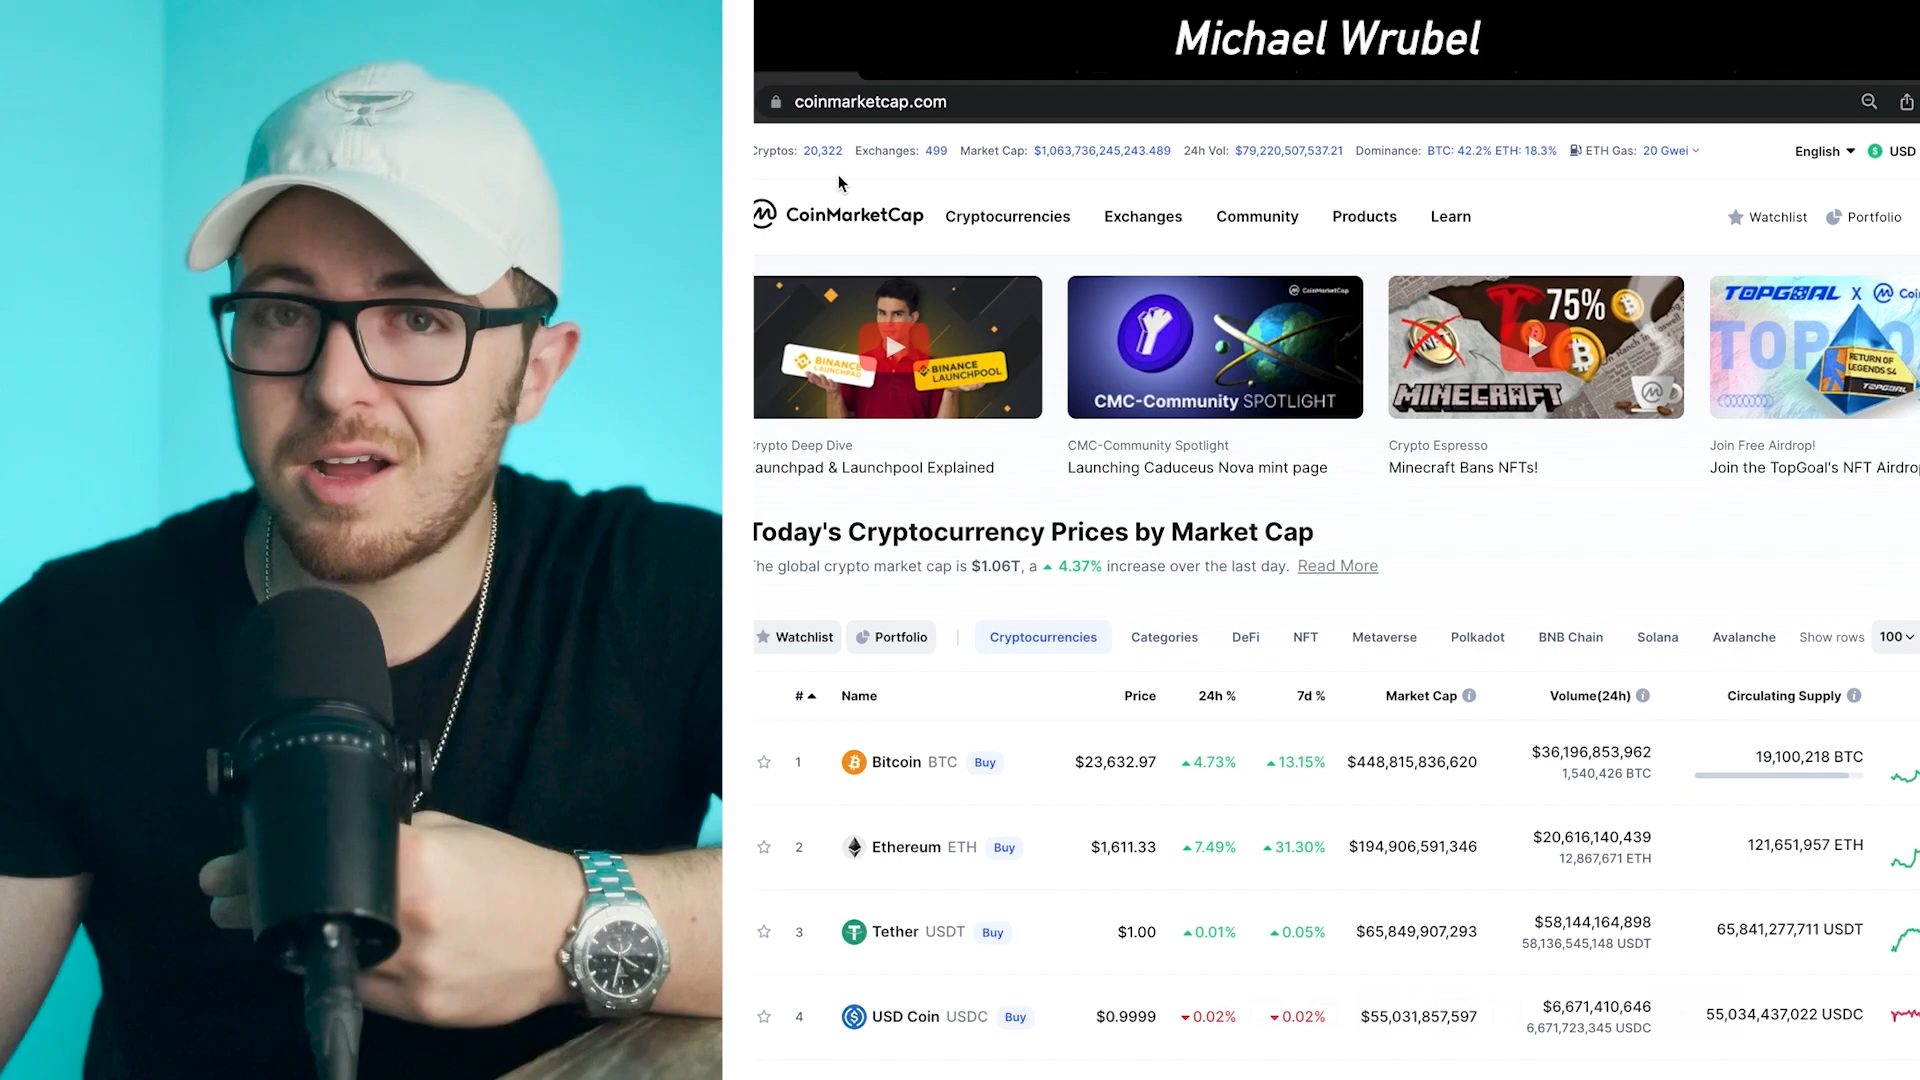 Michael Wrubel
coinmarketcap.com
Cryptos: 20,322 Exchanges: 499 Market Cap: $1,063,736,245,243.489 24h Vol: $79,220,507,537.21 Dominance: BTC: 42.2% ETH: 18.3% ETH Gas: 20 Gwei English USD
CoinMarketCap Cryptocurrencies Exchanges Community Products Learn Watchlist Portfolio
BINANCE LAUNCHPAD
BINANCE LAUNCHPOOL
CoinMarketCap
CMC-Community SPOTLIGHT
75%
MINECRAFT
TOPGOAL X
RETURN OF
LEGENDS S4
TOPGOAL
Crypto Deep Dive CMC-Community Spotlight Crypto Espresso Join Free Airdrop!
Launchpad & Launchpool Explained Launching Caduceus Nova mint page Minecraft Bans NFTs! Join the TopGoal's NFT Airdro
Today's Cryptocurrency Prices by Market Cap
The global crypto market cap is $1.06T, a 4.37% increase over the last day. Read More
Watchlist Portfolio Cryptocurrencies Categories DeFi NFT Metaverse Polkadot BNB Chain Solana Avalanche Show rows 100
# Name Price 24h % 7d % Market Cap Volume(24h) Circulating Supply
1 Bitcoin BTC Buy $23,632.97 4.73% 13.15% $448,815,836,620 $36,196,853,962 19,100,218 BTC
1,540,426 BTC
2 Ethereum ETH Buy $1,611.33 7.49% 31.30% $194,906,591,346 $20,616,140,439 121,651,957 ETH
12,867,671 ETH
3 Tether USDT Buy $1.00 0.01% 0.05% $65,849,907,293 $58,144,164,898 65,841,277,711 USDT
58,136,545,148 USDT
4 USD Coin USDC Buy $0.9999 0.02% 0.02% $55,031,857,597 $6,671,410,646 55,034,437,022 USDC
6,671,723,345 USDC